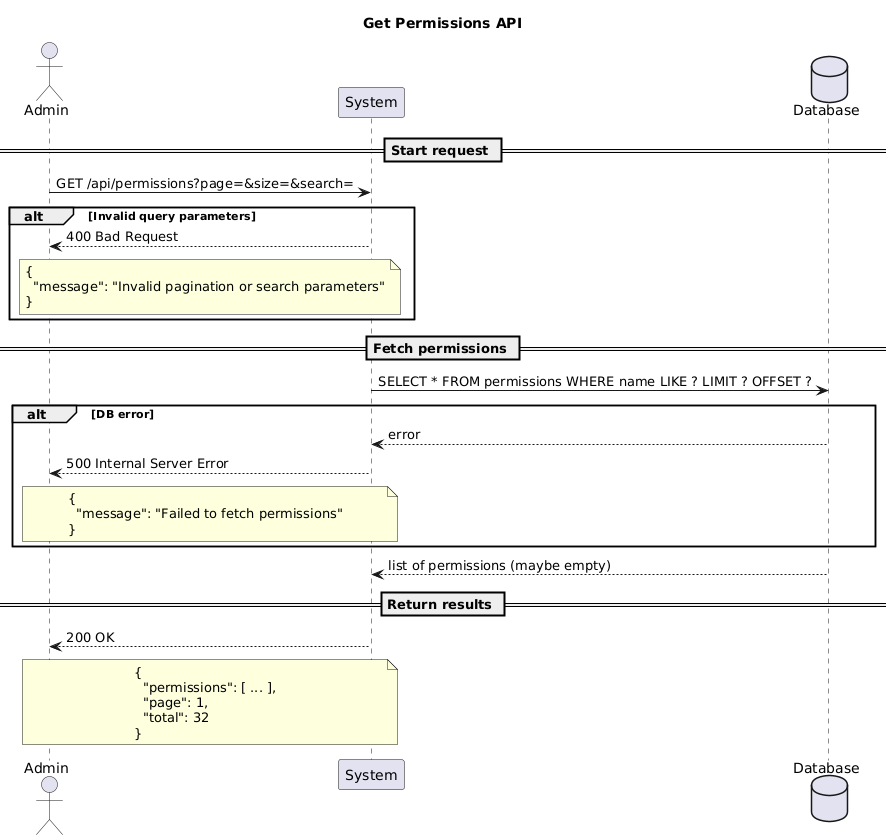 Get Permissions API
Admin
System
Database
Start request
GET /api/permissions?page=&size=&search=
alt [Invalid query parameters]
400 Bad Request
{
"message": "Invalid pagination or search parameters"
}
Fetch permissions
SELECT * FROM permissions WHERE name LIKE ? LIMIT ? OFFSET ?
alt [DB error]
error
500 Internal Server Error
{
"message": "Failed to fetch permissions"
}
list of permissions (maybe empty)
Return results
200 OK
{
"permissions": [ ... ],
"page": 1,
"total": 32
}
Admin
System
Database